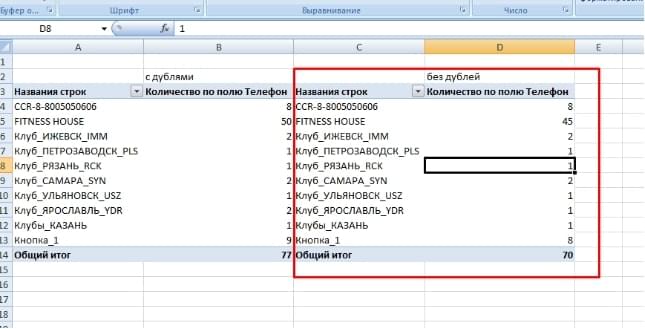 Буфер о...
Шрифт
Выравнивание
Число
D8 fx 1
A B C D E
1
2 с дублями без дублей
3 Названия строк Количество по полю Телефон Названия строк Количество по полю Телефон
4 CCR-8-8005050606 8 CCR-8-8005050606 8
5 FITNESS HOUSE 50 FITNESS HOUSE 45
6 Клуб_ИЖЕВСК_IMM 2 Клуб_ИЖЕВСК_IMM 2
7 Клуб_ПЕТРОЗАВОДСК_PLS 1 Клуб_ПЕТРОЗАВОДСК_PLS 1
8 Клуб_РЯЗАНЬ_RCK 1 Клуб_РЯЗАНЬ_RCK 1
9 Клуб_САМАРА_SYN 2 Клуб_САМАРА_SYN 2
10 Клуб_УЛЬЯНОВСК_USZ 1 Клуб_УЛЬЯНОВСК_USZ 1
11 Клуб_ЯРОСЛАВЛЬ_YDR 2 Клуб_ЯРОСЛАВЛЬ_YDR 1
12 Клубы_КАЗАНЬ 1 Клубы_КАЗАНЬ 1
13 Кнопка_1 9 Кнопка_1 8
14 Общий итог 77 Общий итог 70
15
16
17
18